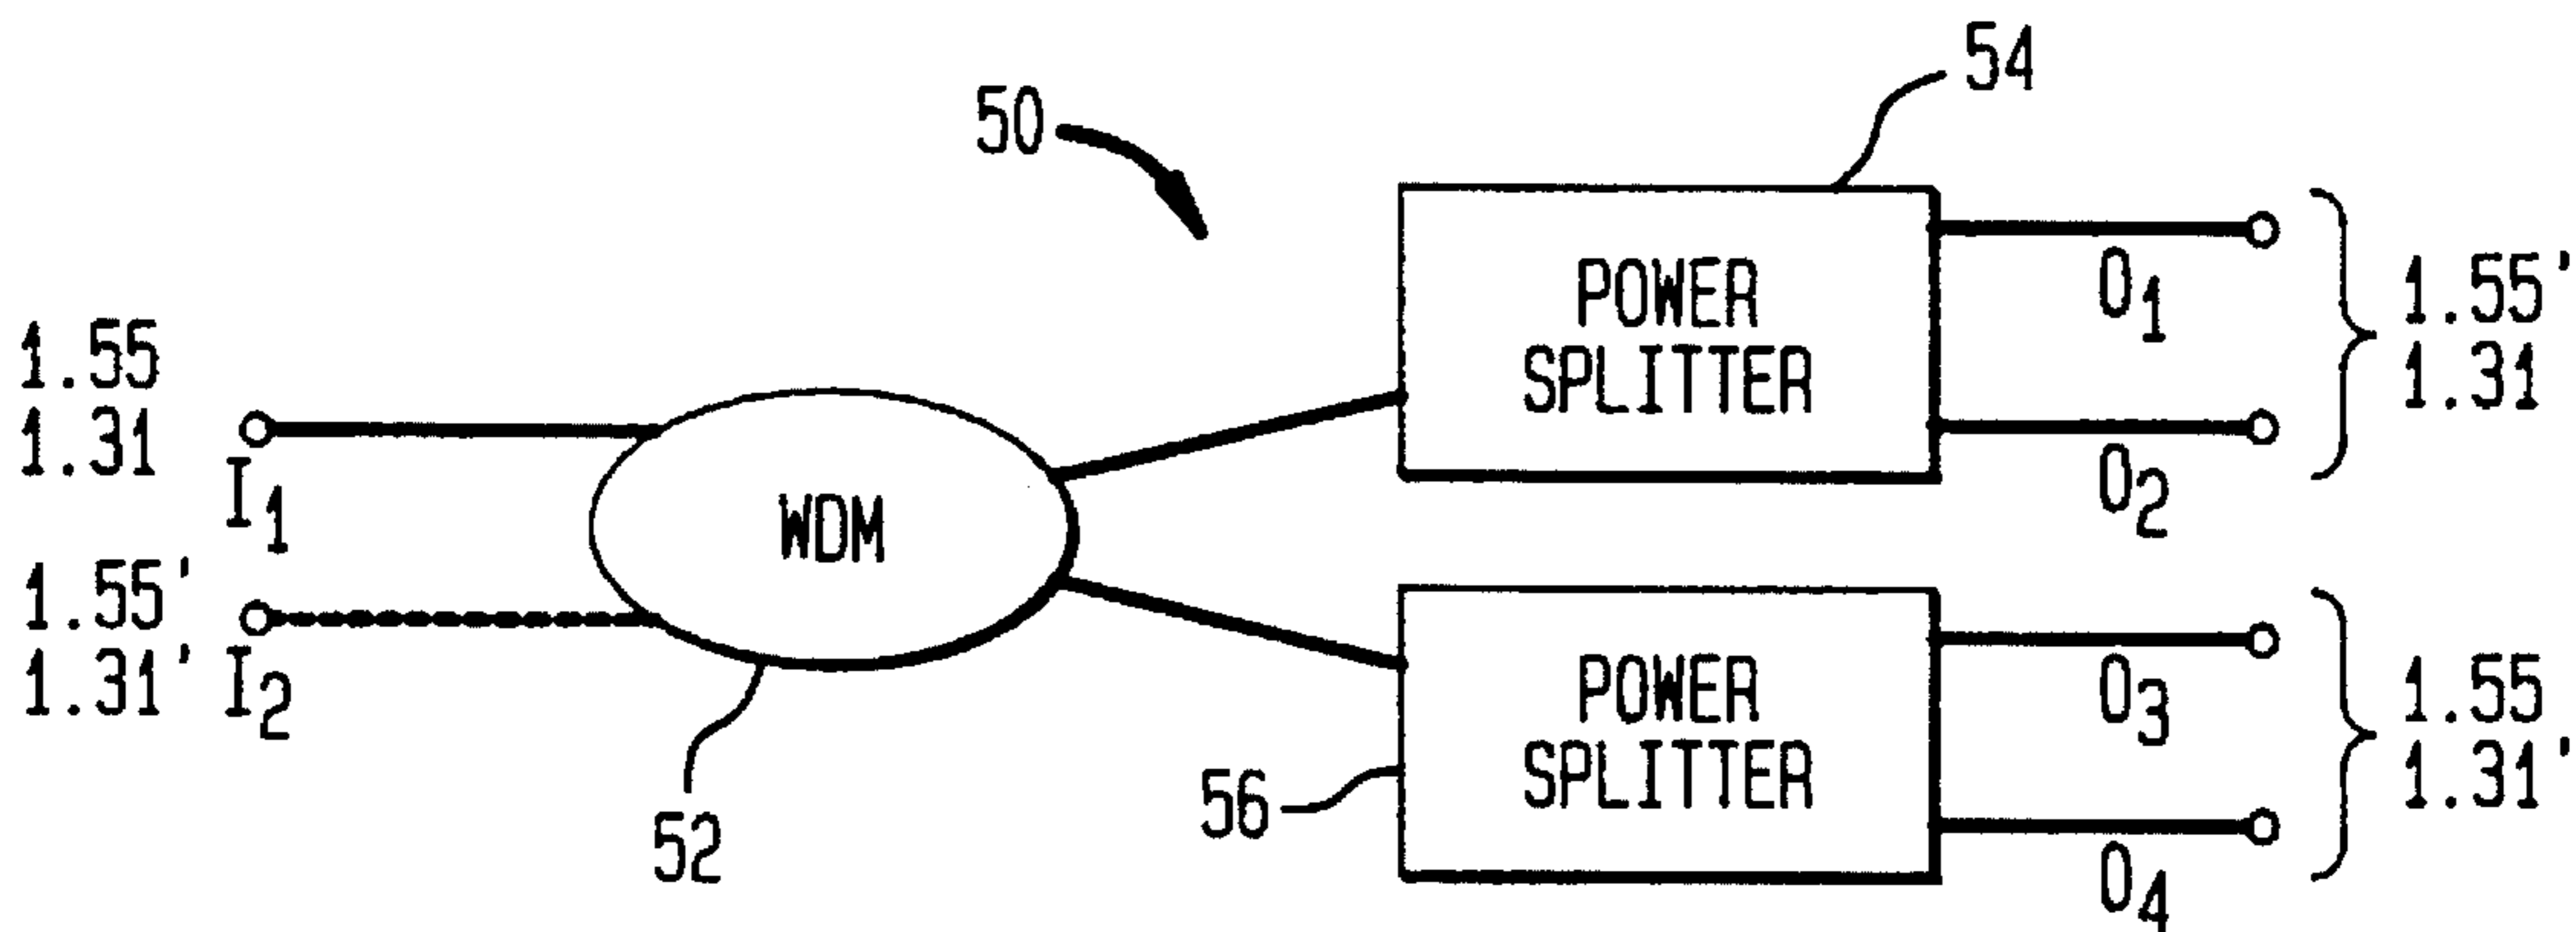 50
54
1.55
1.31
I1
1.55'
1.31'
I2
WDM
52
POWER
SPLITTER
O1
O2
1.55'
1.31
56
POWER
SPLITTER
O3
O4
1.55
1.31'